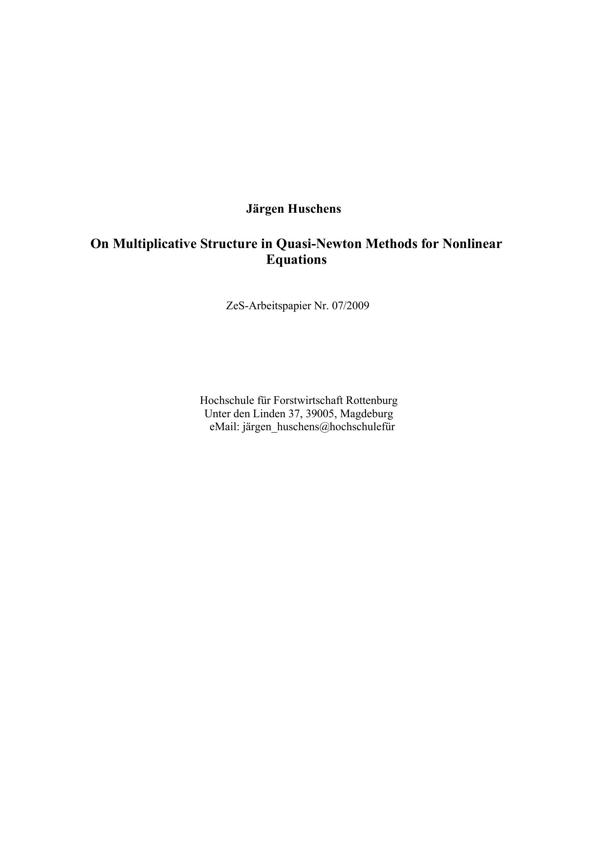 Järgen Huschens
On Multiplicative Structure in Quasi-Newton Methods for Nonlinear
Equations
ZeS-Arbeitspapier Nr. 07/2009
Hochschule für Forstwirtschaft Rottenburg
Unter den Linden 37, 39005, Magdeburg
eMail: järgen_huschens@hochschulefür